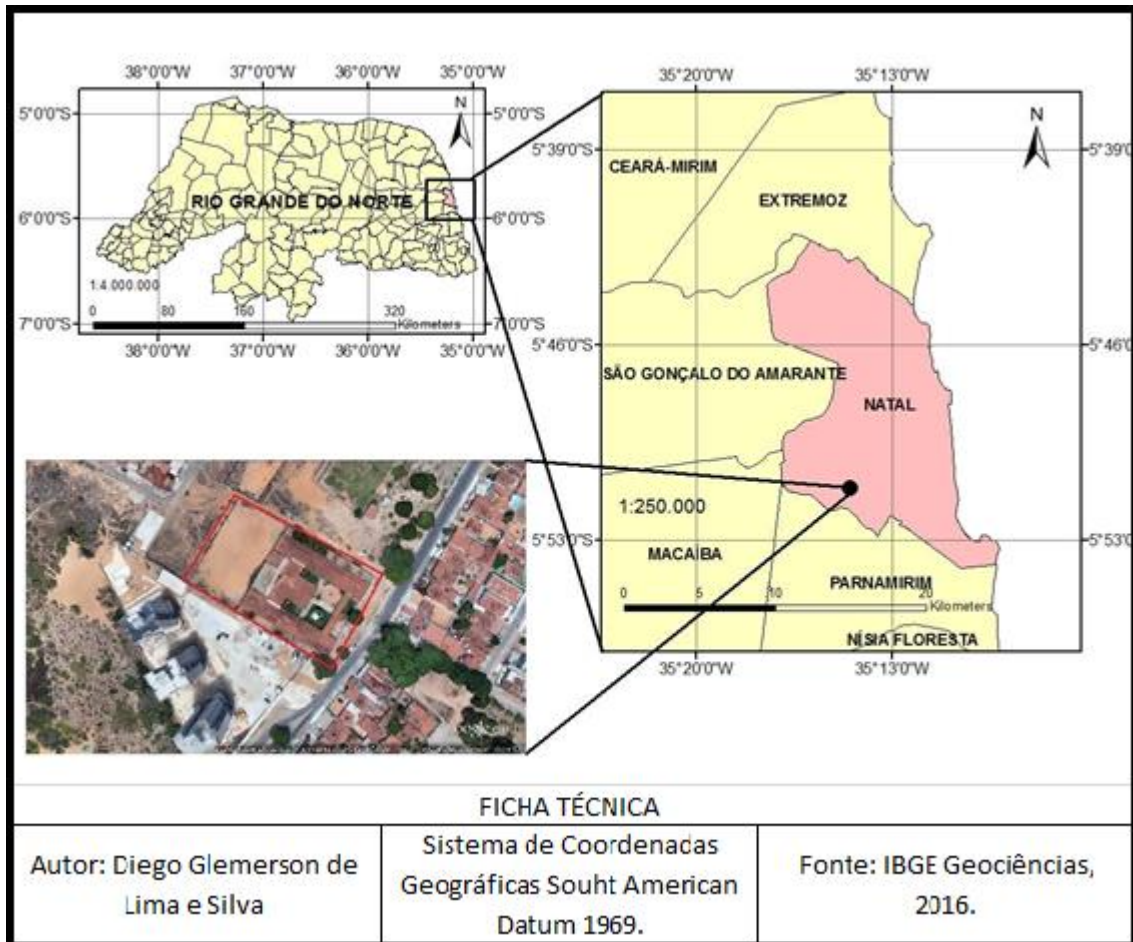 38°0'0"W 37°0'0"W 36°0'0"W 35°0'0"W
5°0'0"S
5°0'0"S
N
RIO GRANDE DO NORTE
6°0'0"S
6°0'0"S
1:4.000.000
0 80 160 320
Kilometers
7°0'0"S
7°0'0"S
38°0'0"W 37°0'0"W 36°0'0"W 35°0'0"W
35°20'0"W 35°13'0"W
N
5°39'0"S
5°39'0"S
CEARÁ-MIRIM
EXTREMOZ
5°46'0"S
5°46'0"S
SÃO GONÇALO DO AMARANTE
NATAL
1:250.000
5°53'0"S
5°53'0"S
MACAÍBA
PARNAMIRIM
0 5 10 20
Kilometers
NÍSIA FLORESTA
35°20'0"W 35°13'0"W
FICHA TÉCNICA
Autor: Diego Glemerson de
Lima e Silva
Sistema de Coordenadas
Geográficas Souht American
Datum 1969.
Fonte: IBGE Geociências,
2016.